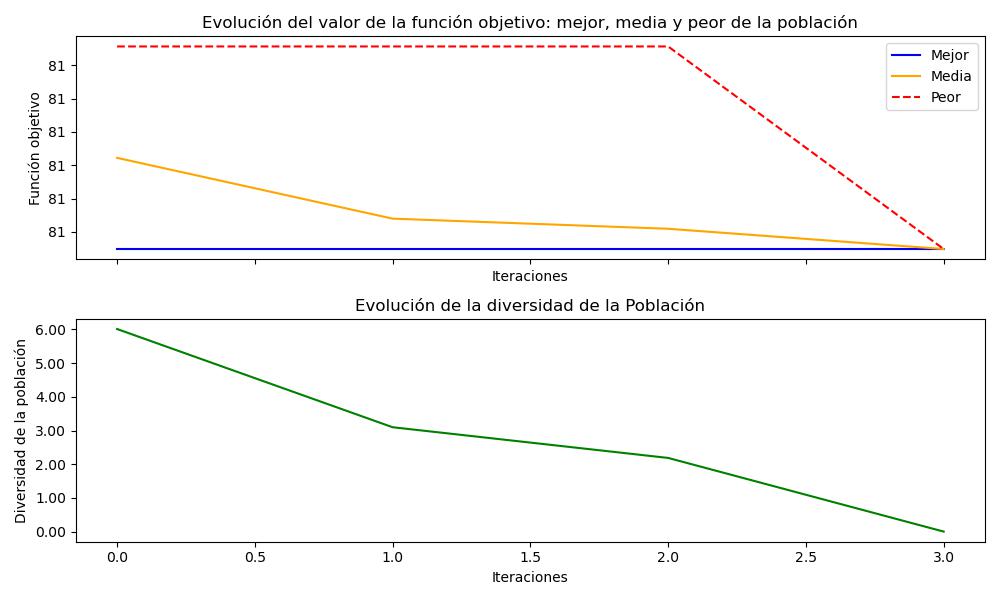 Evolución del valor de la función objetivo: mejor, media y peor de la población
Función objetivo
81
81
81
81
81
81
Mejor
Media
Peor
Iteraciones
Evolución de la diversidad de la Población
Diversidad de la población
6.00
5.00
4.00
3.00
2.00
1.00
0.00
0.0 0.5 1.0 1.5 2.0 2.5 3.0
Iteraciones